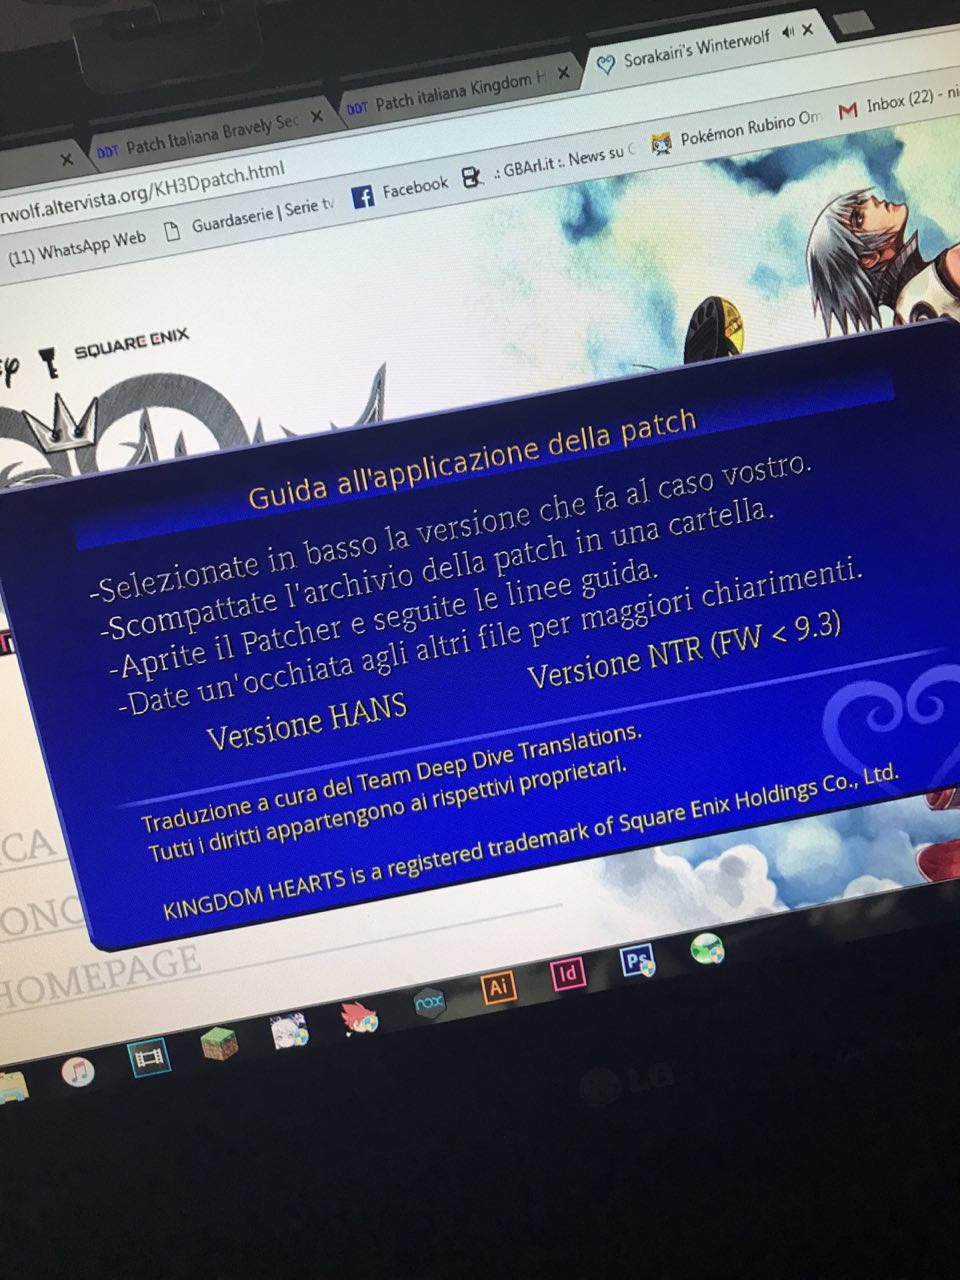 Sorakairi's Winterwolf
DDT Patch italiana Kingdom H
DDT Patch Italiana Bravely Sec
rwolf.altervista.org/KH3Dpatch.html
(11) WhatsApp Web
Guardaserie | Serie tv
Facebook
.: GBArl.it :. News su
Pokémon Rubino Om
Inbox (22) - ni
SQUARE ENIX
Guida all'applicazione della patch
-Selezionate in basso la versione che fa al caso vostro.
-Scompattate l'archivio della patch in una cartella.
-Aprite il Patcher e seguite le linee guida.
-Date un'occhiata agli altri file per maggiori chiarimenti.
Versione HANS
Versione NTR (FW < 9.3)
Traduzione a cura del Team Deep Dive Translations.
Tutti i diritti appartengono ai rispettivi proprietari.
KINGDOM HEARTS is a registered trademark of Square Enix Holdings Co., Ltd.
ICA
ONO
HOMEPAGE
nox
Ai
Id
Ps
LG